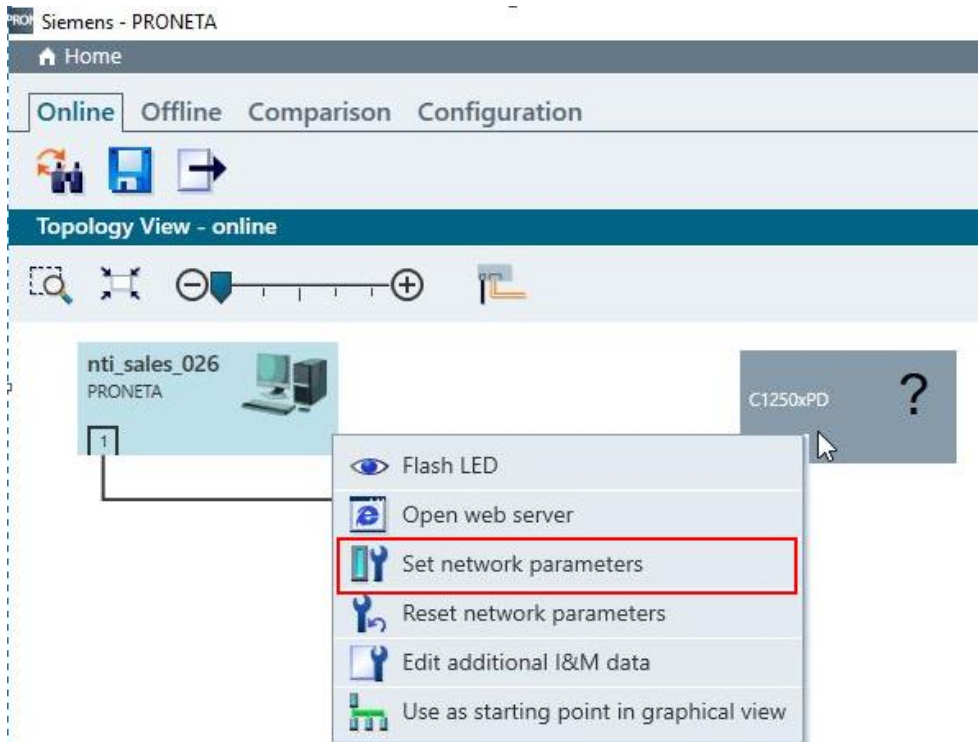 PRON Siemens - PRONETA
Home
Online Offline Comparison Configuration
Topology View - online
nti_sales_026
PRONETA
1
C1250xPD ?
Flash LED
Open web server
Set network parameters
Reset network parameters
Edit additional I&M data
Use as starting point in graphical view